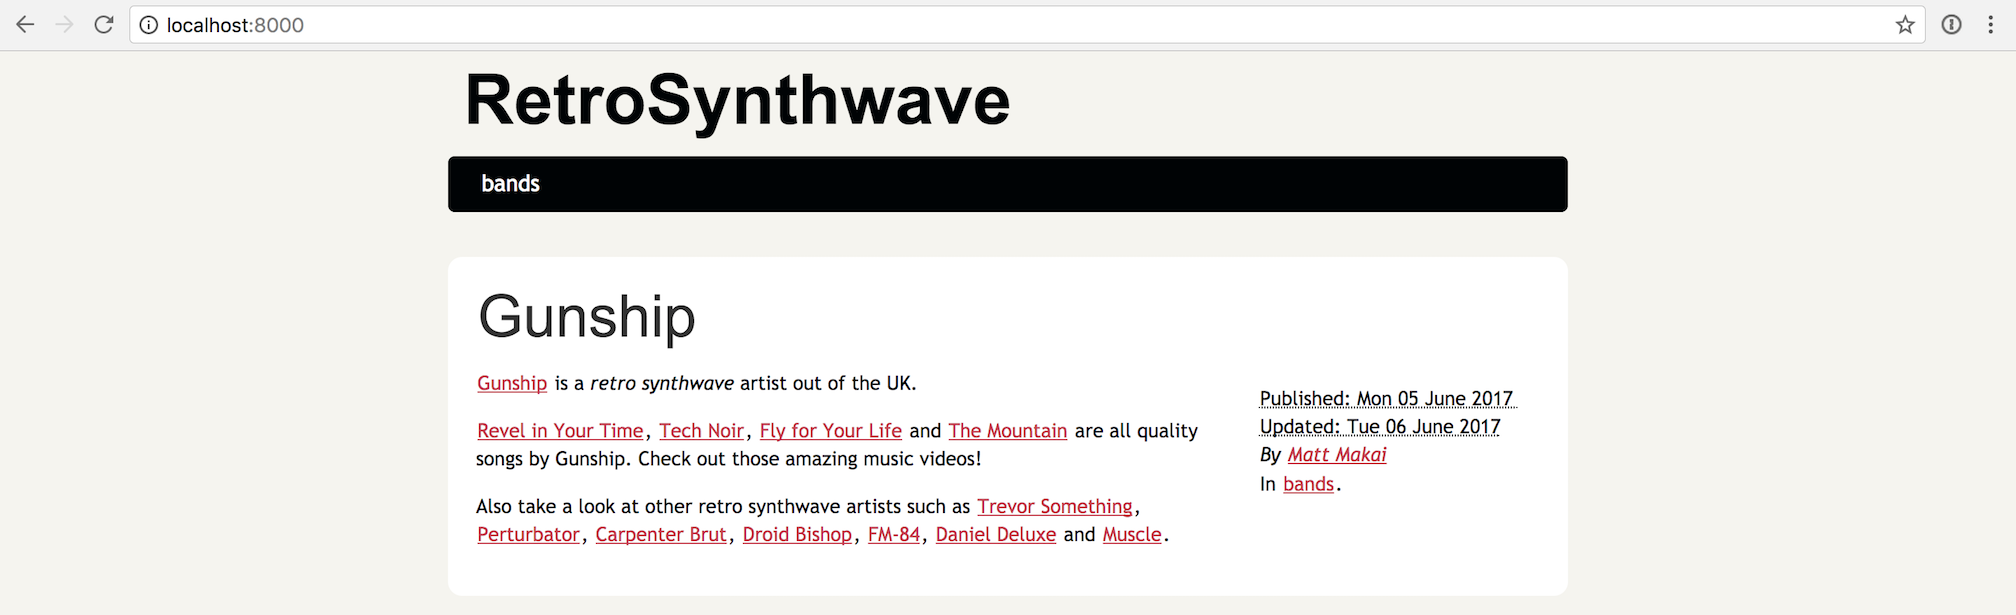 localhost:8000
RetroSynthwave
bands
Gunship
Gunship is a retro synthwave artist out of the UK.
Revel in Your Time, Tech Noir, Fly for Your Life and The Mountain are all quality
songs by Gunship. Check out those amazing music videos!
Also take a look at other retro synthwave artists such as Trevor Something,
Perturbator, Carpenter Brut, Droid Bishop, FM-84, Daniel Deluxe and Muscle.
Published: Mon 05 June 2017
Updated: Tue 06 June 2017
By Matt Makai
In bands.